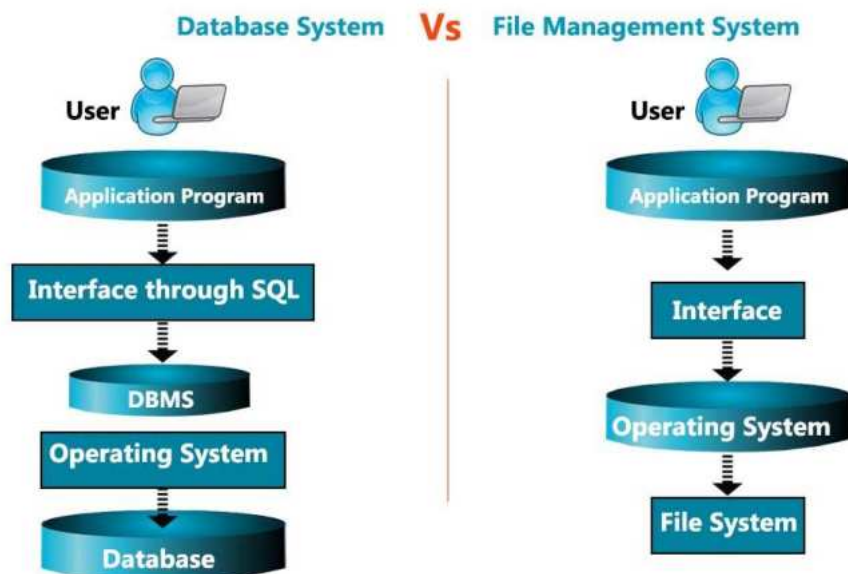 Database System Vs File Management System
User
Application Program
Interface through SQL
DBMS
Operating System
Database
User
Application Program
Interface
Operating System
File System